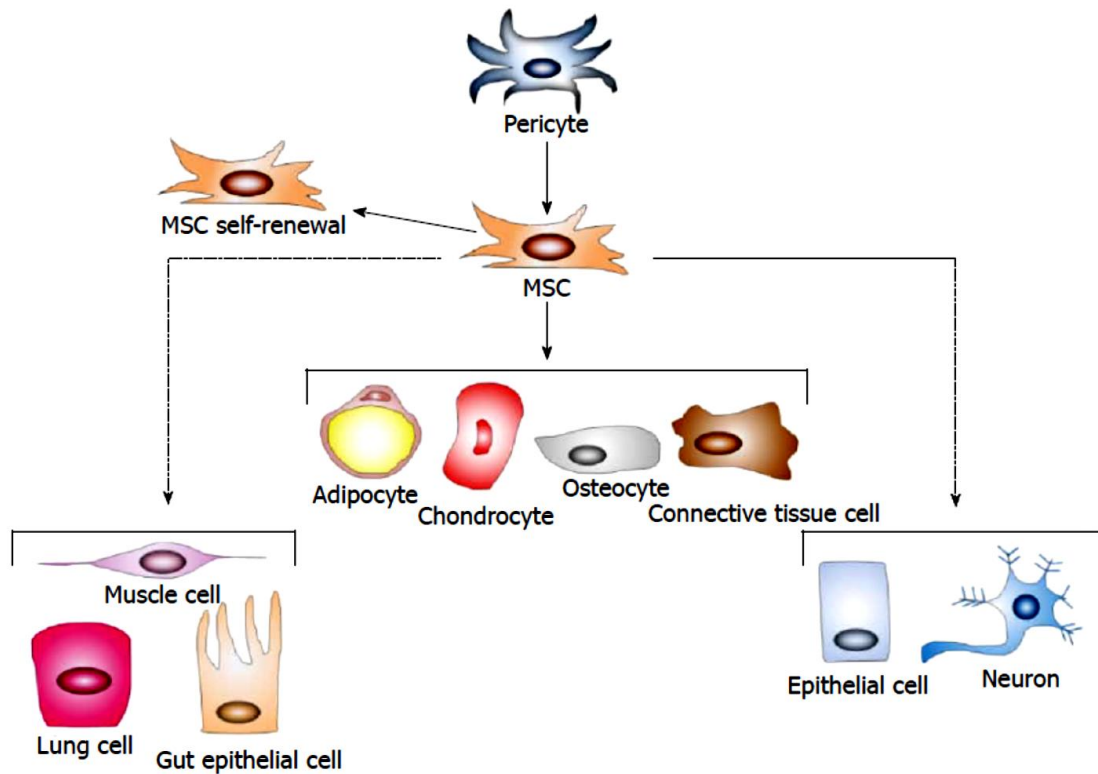 Pericyte
MSC self-renewal
MSC
Adipocyte
Chondrocyte
Osteocyte
Connective tissue cell
Muscle cell
Lung cell
Gut epithelial cell
Epithelial cell
Neuron